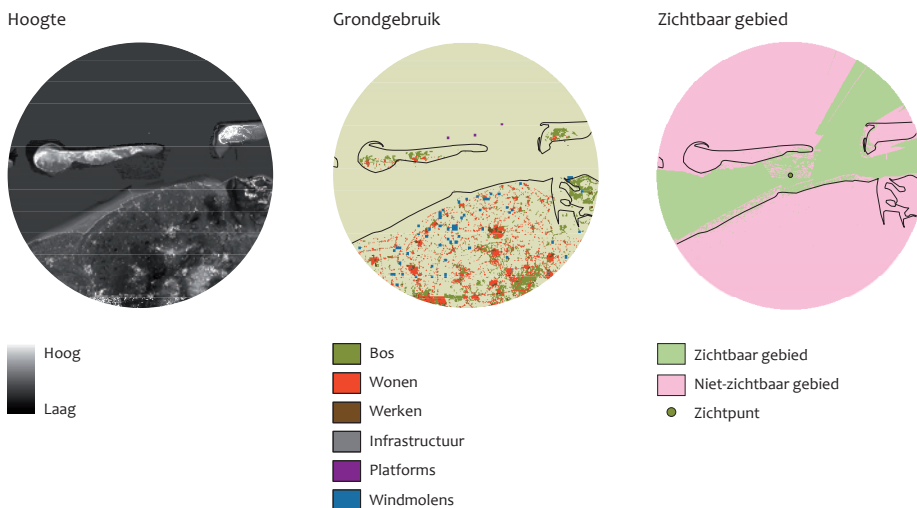 Hoogte
Grondgebruik
Zichtbaar gebied
Hoog
Laag
Bos
Wonen
Werken
Infrastructuur
Platforms
Windmolens
Zichtbaar gebied
Niet-zichtbaar gebied
Zichtpunt